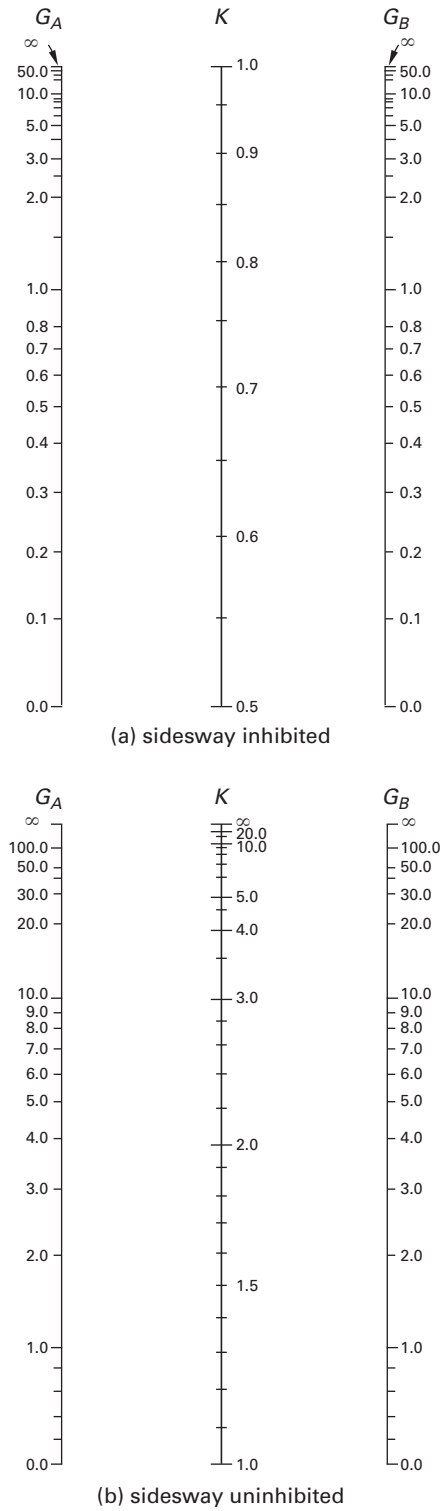 G_A K G_B
∞ ∞
50.0 1.0 50.0
10.0 10.0
5.0 0.9 5.0
3.0 3.0
2.0 2.0
0.8
1.0 1.0
0.8 0.8
0.7 0.7
0.6 0.7 0.6
0.5 0.5
0.4 0.4
0.3 0.3
0.6
0.2 0.2
0.1 0.1
0.0 0.5 0.0
(a) sidesway inhibited
G_A K G_B
∞ ∞ ∞
20.0
100.0 10.0 100.0
50.0 50.0
30.0 5.0 30.0
20.0 4.0 20.0
10.0 3.0 10.0
9.0 9.0
8.0 8.0
7.0 7.0
6.0 6.0
5.0 5.0
4.0 2.0 4.0
3.0 3.0
2.0 2.0
1.5
1.0 1.0
0.0 1.0 0.0
(b) sidesway uninhibited